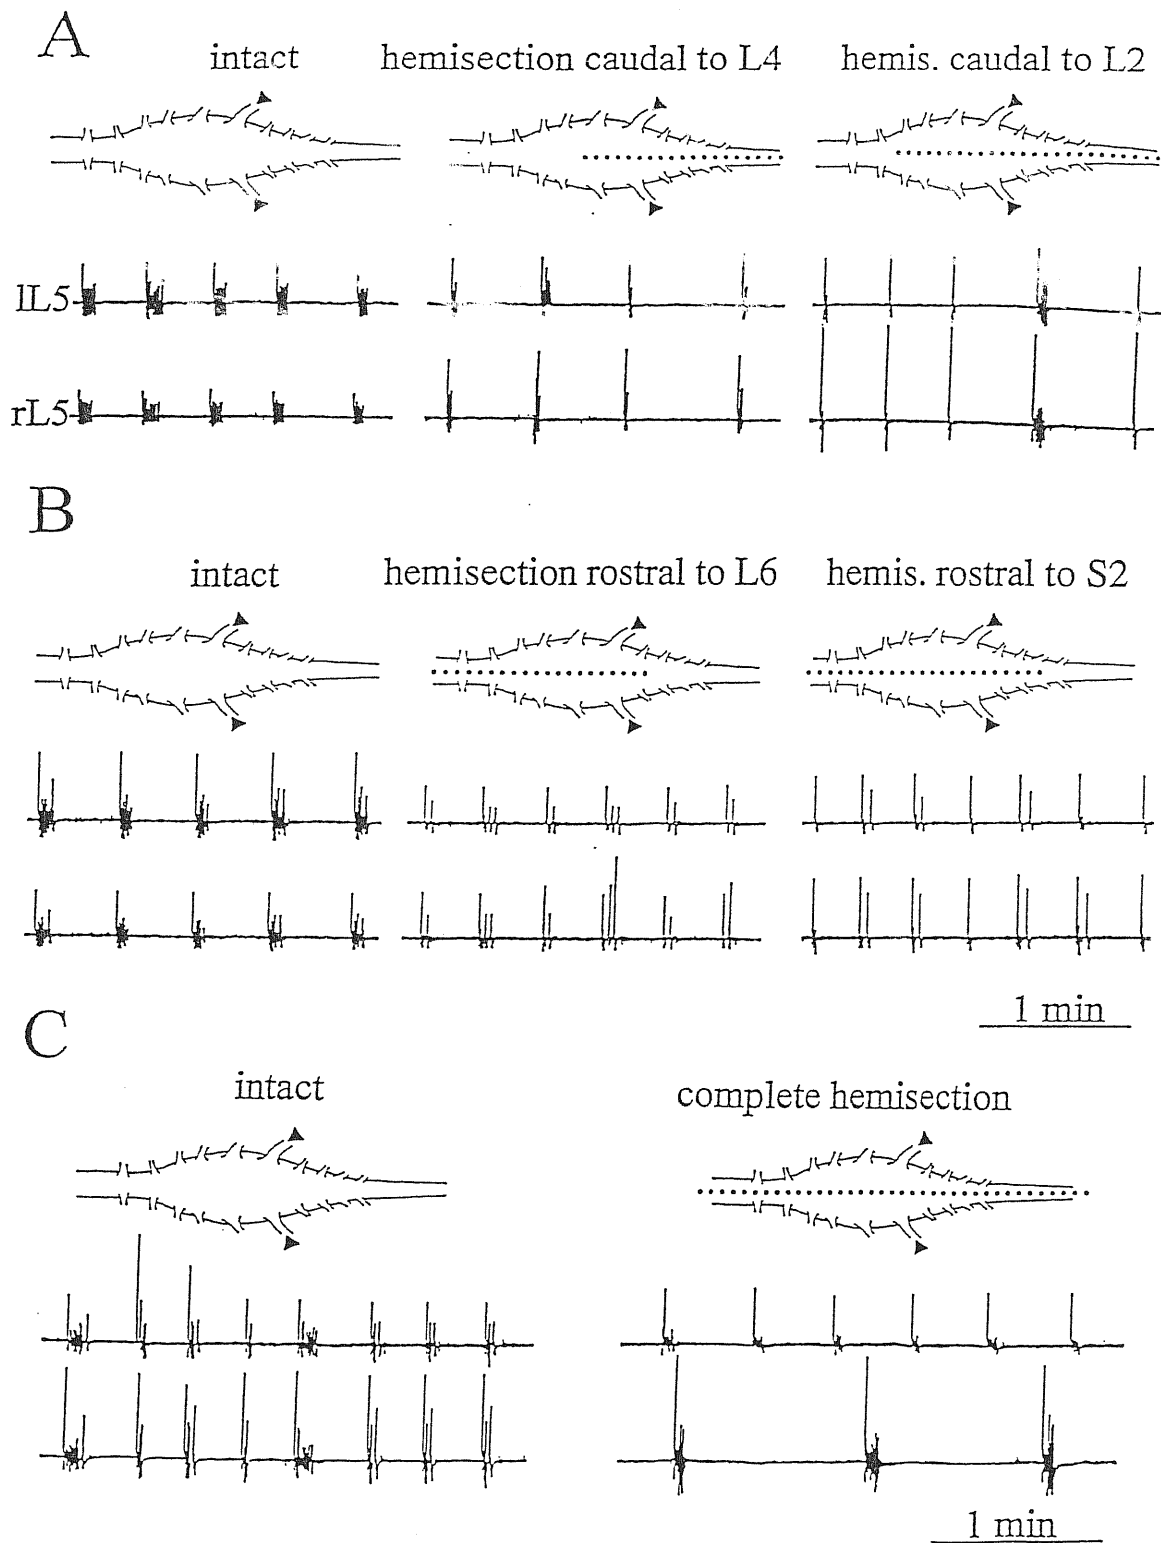 A
intact
hemisection caudal to L4
hemis. caudal to L2
lL5
rL5
B
intact
hemisection rostral to L6
hemis. rostral to S2
1 min
C
intact
complete hemisection
1 min